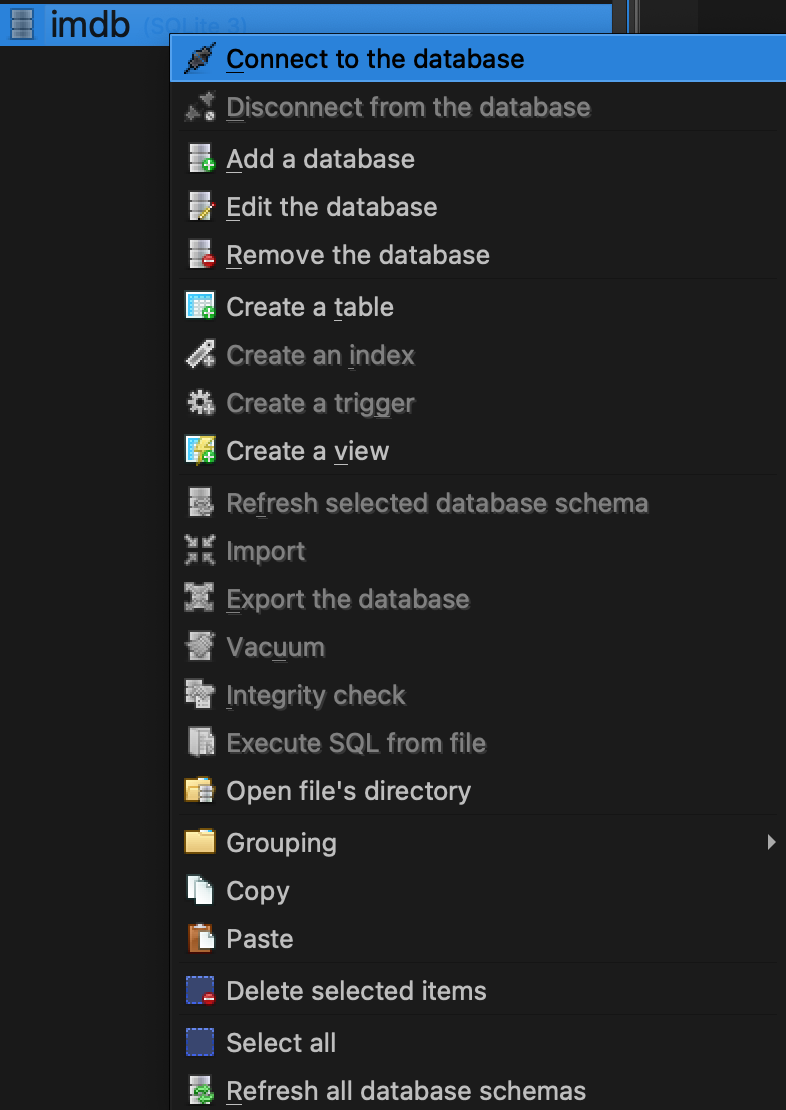 imdb (SQLite 3)
Connect to the database
Disconnect from the database
Add a database
Edit the database
Remove the database
Create a table
Create an index
Create a trigger
Create a view
Refresh selected database schema
Import
Export the database
Vacuum
Integrity check
Execute SQL from file
Open file's directory
Grouping
Copy
Paste
Delete selected items
Select all
Refresh all database schemas